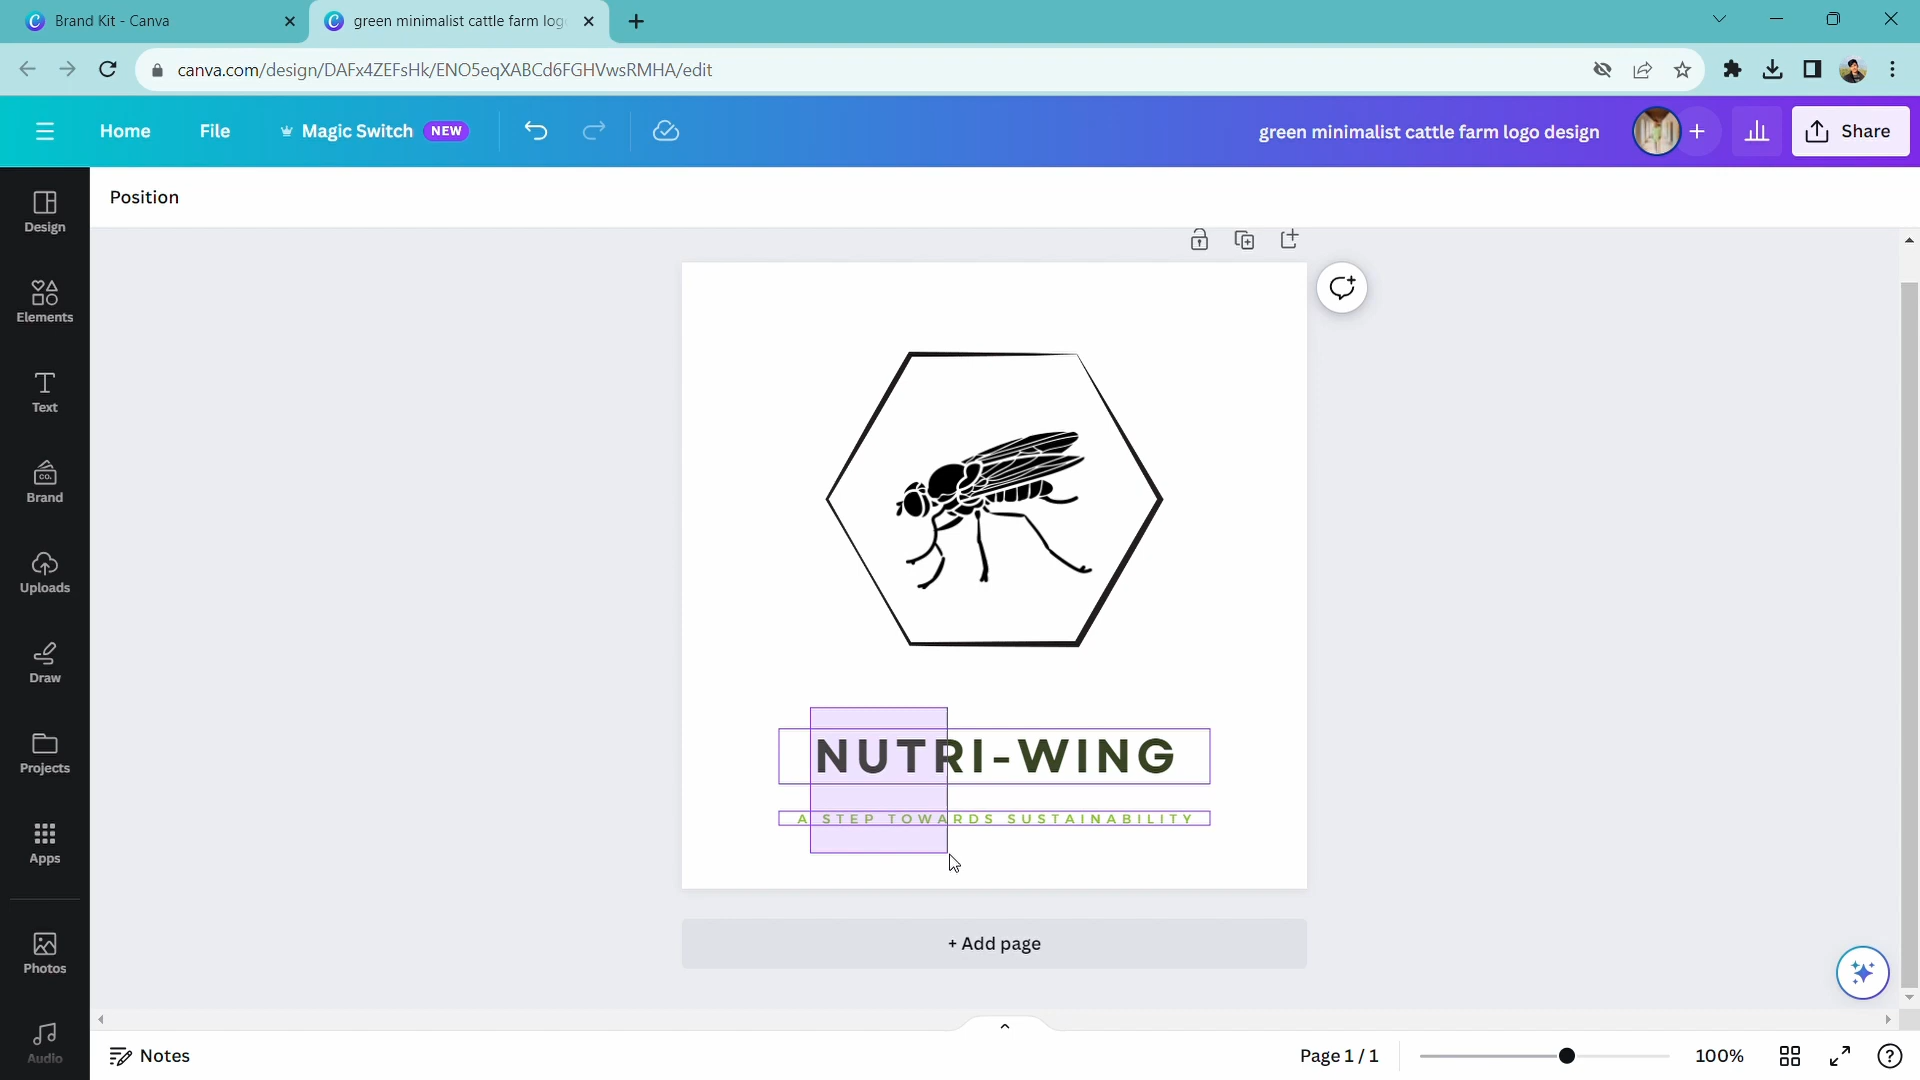 Brand Kit - Canva
green minimalist cattle farm log
canva.com/design/DAFx4ZEFsHk/ENO5eqXABCd6FGHVwsRMHA/edit
Home
File
Magic Switch NEW
green minimalist cattle farm logo design
Share
Position
Design
Elements
Text
CO.
Brand
Uploads
Draw
Projects
Apps
Photos
Audio
NUTRI-WING
A STEP TOWARDS SUSTAINABILITY
+ Add page
Notes
Page 1 / 1
100%